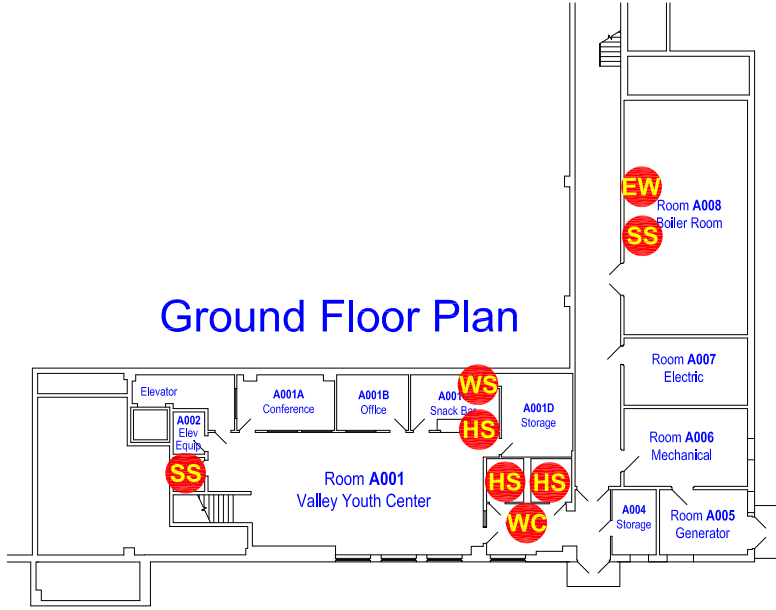 EW
Room A008
Boiler Room
SS
Ground Floor Plan
Room A007
Electric
Elevator
A001A
Conference
A001B
Office
A001
Snack Bar
WS
HS
A001D
Storage
A002
Elev
Equip
SS
Room A006
Mechanical
Room A001
Valley Youth Center
HS
HS
WC
A004
Storage
Room A005
Generator